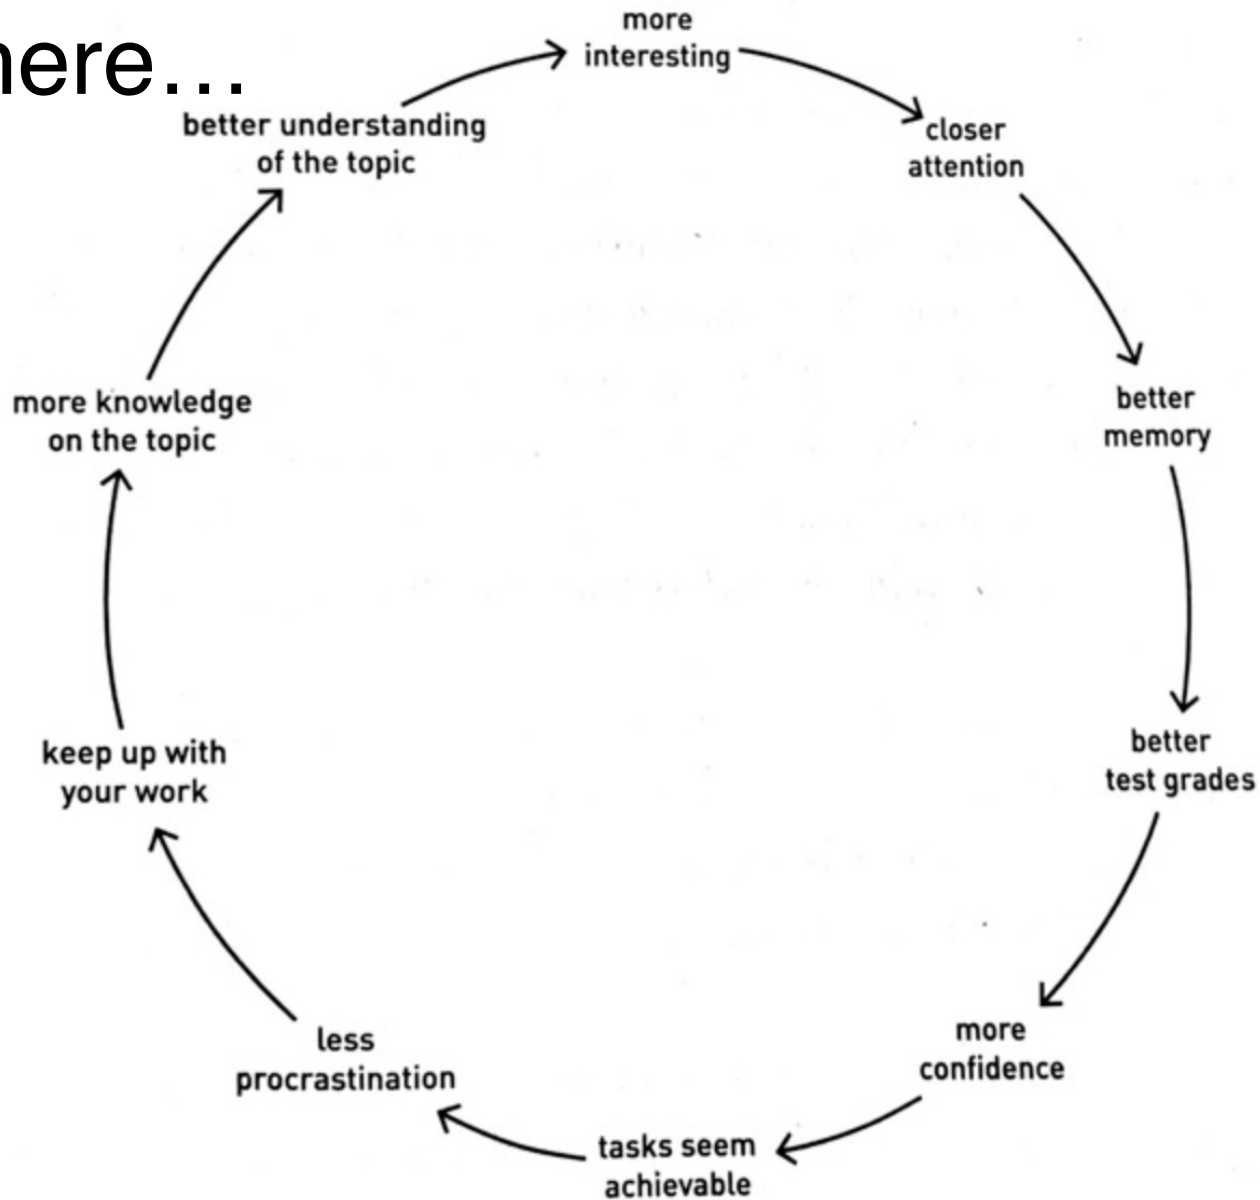 more
interesting
closer
attention
better
memory
better
test grades
more
confidence
tasks seem
achievable
less
procrastination
keep up with
your work
more knowledge
on the topic
better understanding
of the topic